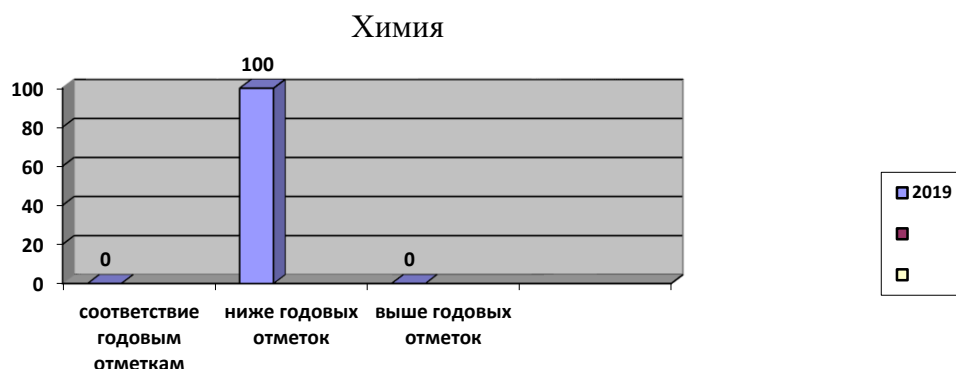 Химия
100
100
80
60
40
20
0
0
0
соответствие годовым отметкам
ниже годовых отметок
выше годовых отметок
2019